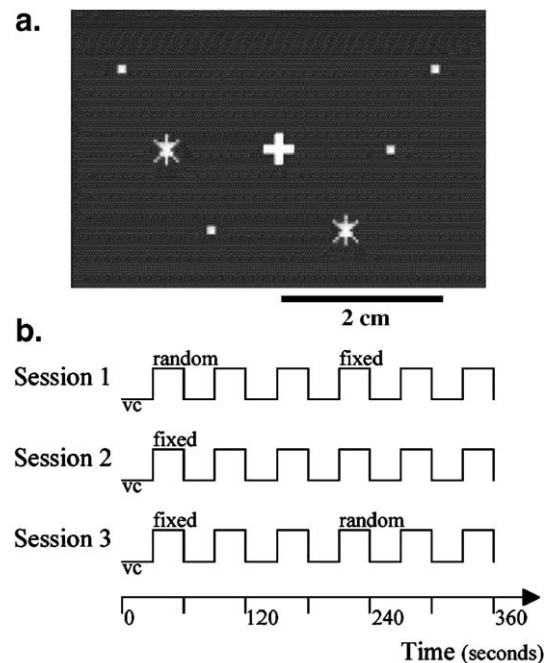 a.
2 cm
b.
random fixed
Session 1
vc
fixed
Session 2
vc
fixed random
Session 3
vc
0 120 240 360
Time (seconds)